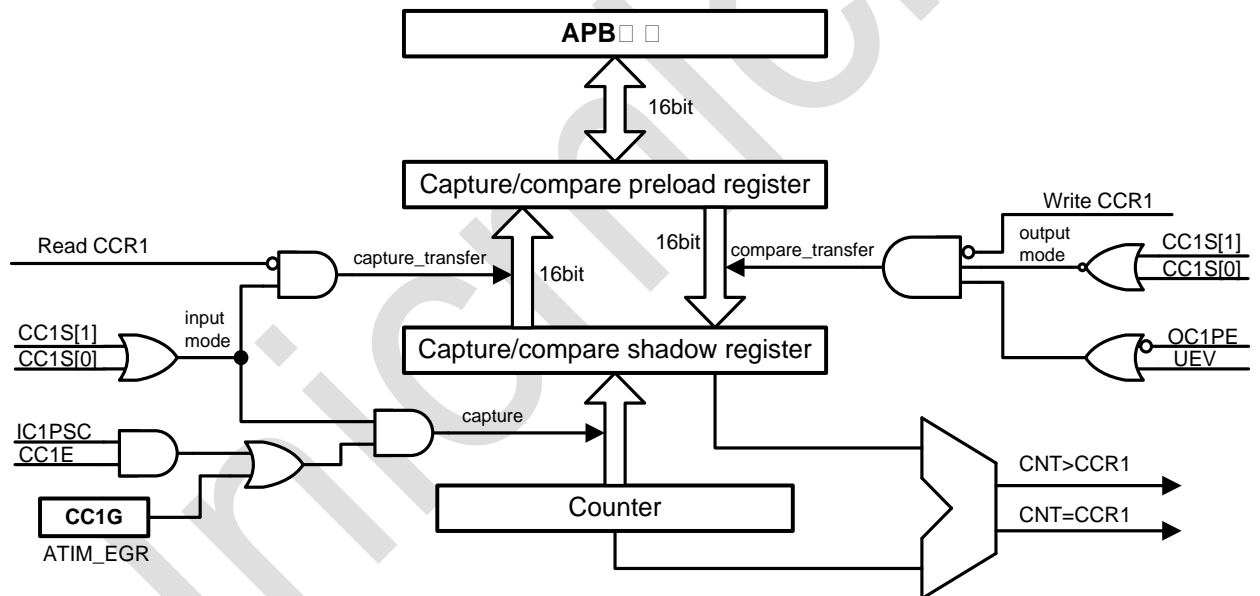 APB
16bit
Capture/compare preload register
Write CCR1
Read CCR1
capture_transfer
16bit
16bit
compare_transfer
output
mode
CC1S[1]
CC1S[0]
CC1S[1]
CC1S[0]
input
mode
Capture/compare shadow register
OC1PE
UEV
IC1PSC
CC1E
capture
CC1G
ATIM_EGR
Counter
CNT>CCR1
CNT=CCR1